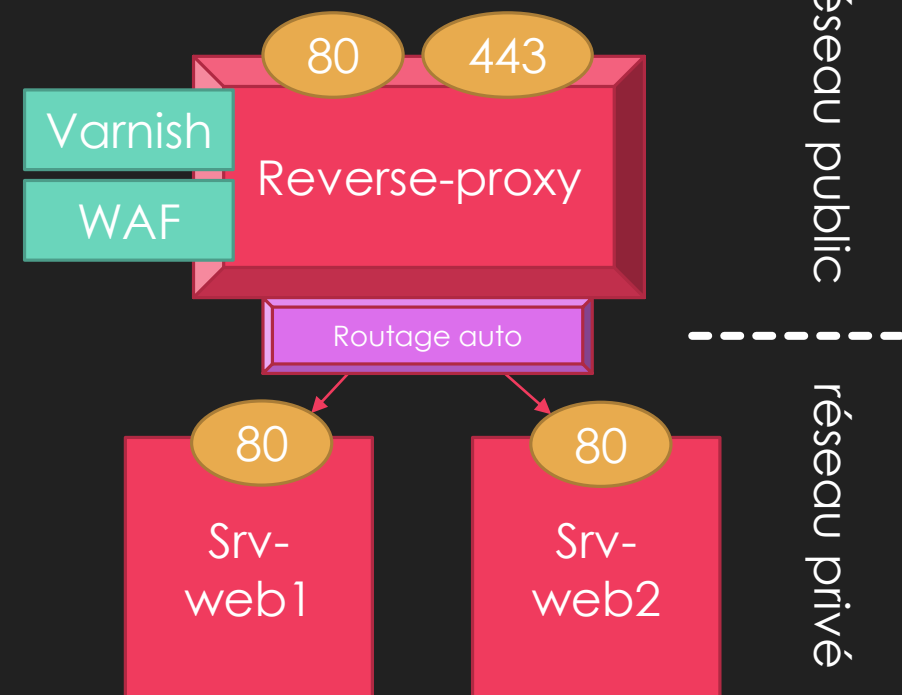 80
443
Varnish
WAF
Reverse-proxy
Routage auto
80
80
Srv-
web1
Srv-
web2
éseau public
réseau privé